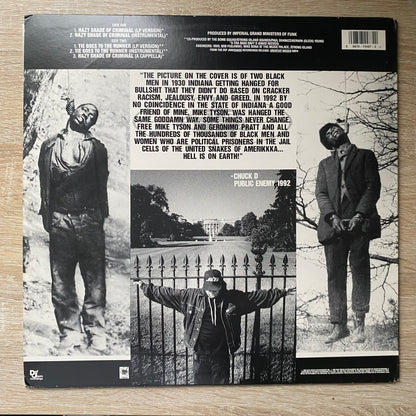 SIDE ONE
1. HAZY SHADE OF CRIMINAL (LP VERSION)*
2. HAZY SHADE OF CRIMINAL (INSTRUMENTAL)*
SIDE TWO
1. TIE GOES TO THE RUNNER (LP VERSION)**
2. TIE GOES TO THE RUNNER (INSTRUMENTAL)**
3. HAZY SHADE OF CRIMINAL (A CAPPELLA)*
PRODUCED BY IMPERIAL GRAND MINISTERS OF FUNK
"THE PICTURE ON THE COVER IS OF TWO BLACK
MEN IN 1930 INDIANA GETTING HANGED FOR
BULLSHIT THAT THEY DIDN'T DO BASED ON CRACKER
RACISM, JEALOUSY, ENVY, AND GREED. IN 1992 BY
NO COINCIDENCE IN THE STATE OF INDIANA A GOOD
FRIEND OF MINE, MIKE TYSON, WAS HANGED THE
SAME GODDAMN WAY. SOME THINGS NEVER CHANGE.
FREE MIKE TYSON AND GERONIMO PRATT AND ALL
THE HUNDREDS OF THOUSANDS OF BLACK MEN AND
WOMEN WHO ARE POLITICAL PRISONERS IN THE JAIL
CELLS OF THE UNITED SNAKES OF AMERIKKKA...
HELL IS ON EARTH!"
-CHUCK D
PUBLIC ENEMY 1992
Def Jam
recordings